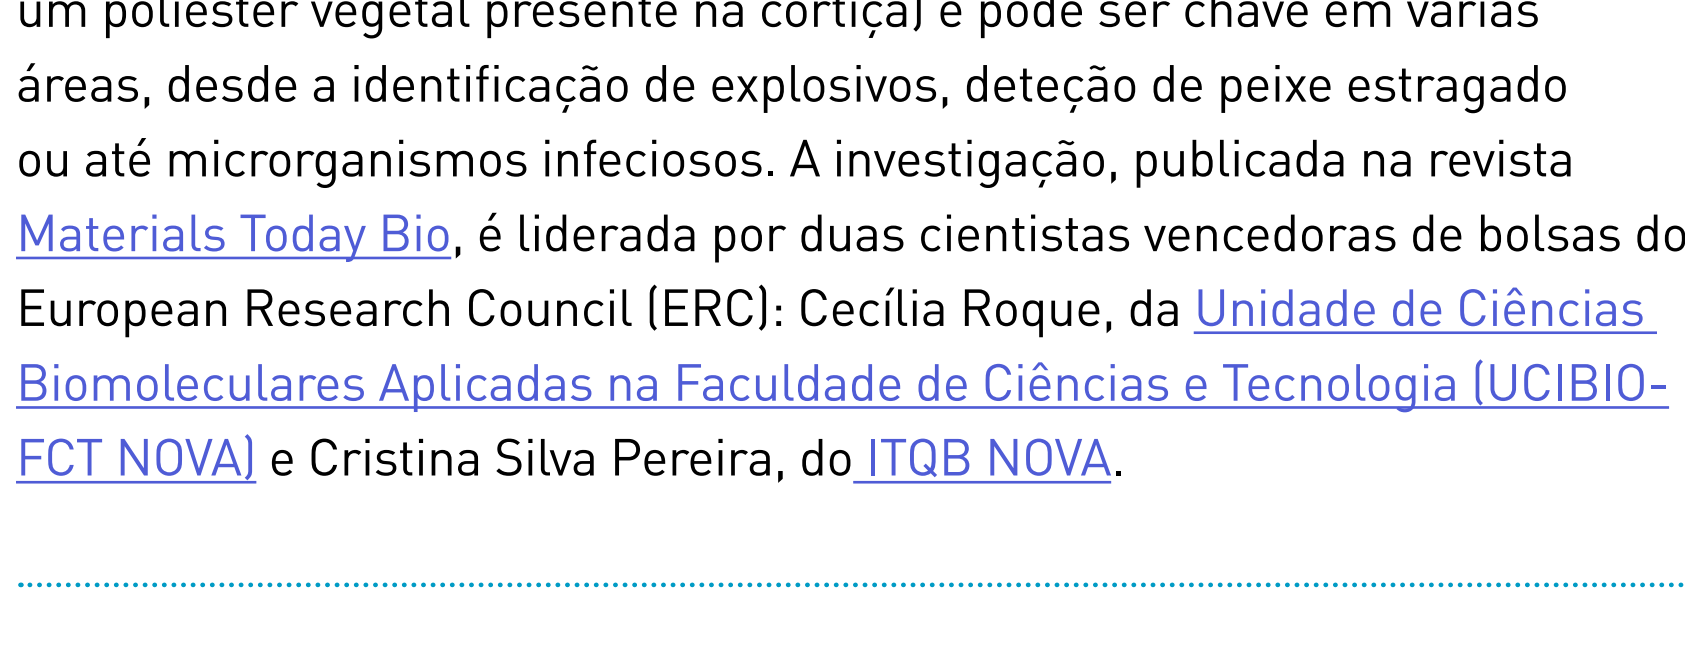 um poliéster vegetal presente na cortiça) e pode ser chave em várias
áreas, desde a identificação de explosivos, deteção de peixe estragado
ou até microrganismos infeciosos. A investigação, publicada na revista
Materials Today Bio, é liderada por duas cientistas vencedoras de bolsas do
European Research Council (ERC): Cecília Roque, da Unidade de Ciências
Biomoleculares Aplicadas na Faculdade de Ciências e Tecnologia (UCIBIO-
FCT NOVA) e Cristina Silva Pereira, do ITQB NOVA.